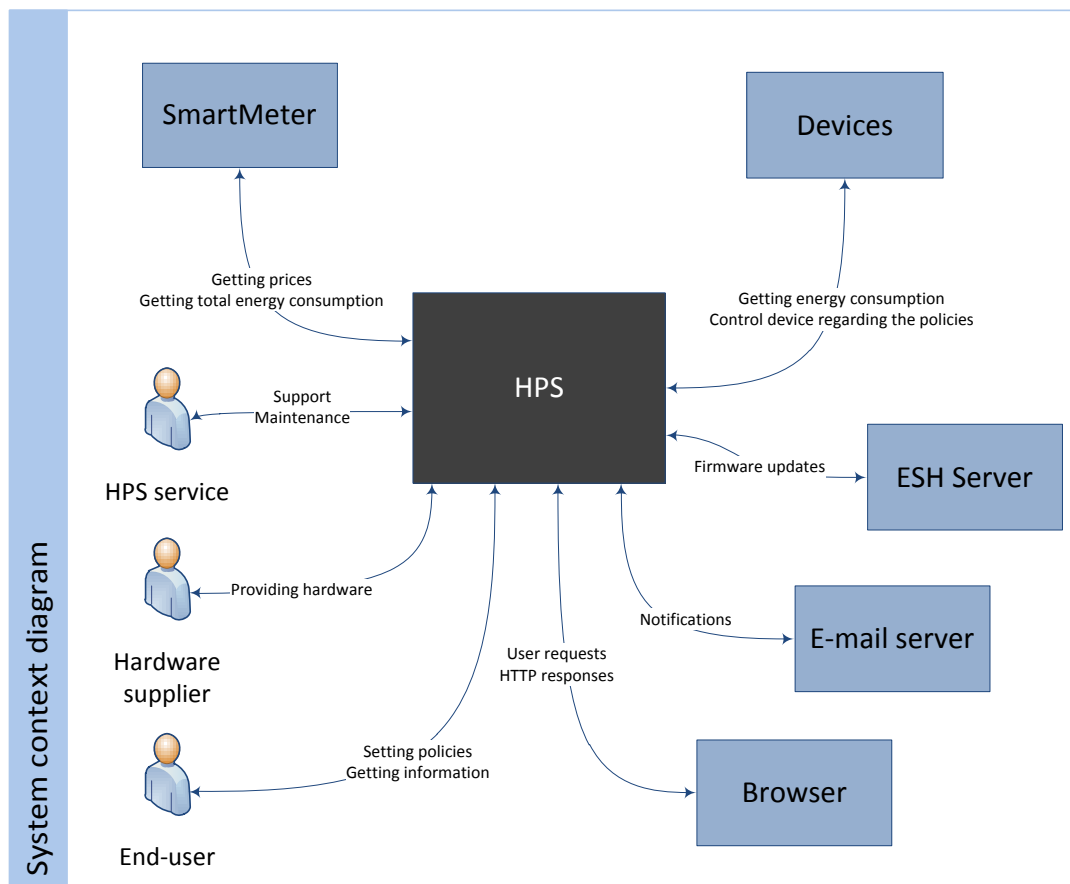 System context diagram
SmartMeter
Devices
Getting prices
Getting total energy consumption
Getting energy consumption
Control device regarding the policies
HPS
Support
Maintenance
HPS service
Firmware updates
ESH Server
Providing hardware
Hardware
supplier
Notifications
E-mail server
User requests
HTTP responses
Setting policies
Getting information
Browser
End-user